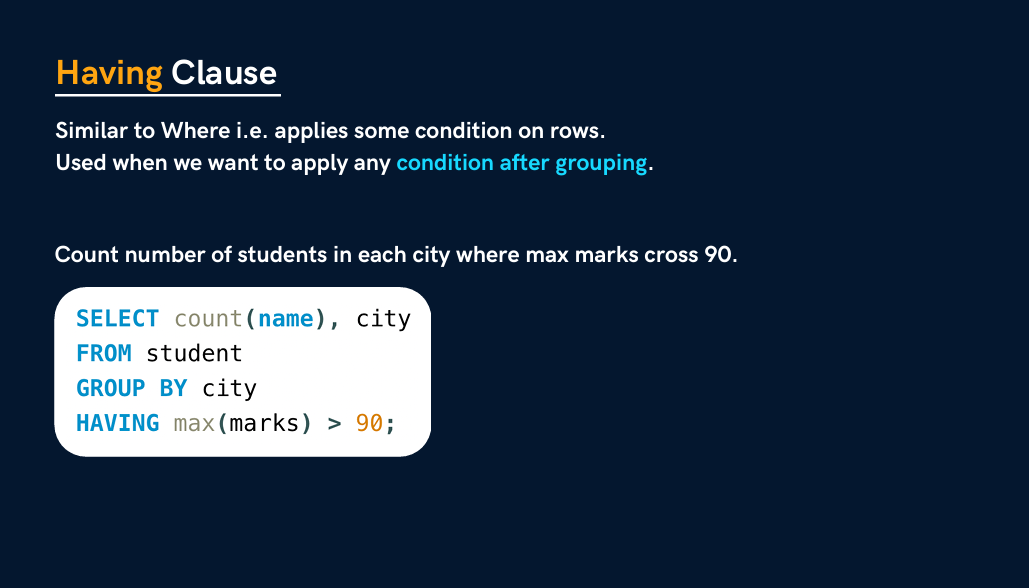 Having Clause
Similar to Where i.e. applies some condition on rows.
Used when we want to apply any condition after grouping.
Count number of students in each city where max marks cross 90.
SELECT count(name), city
FROM student
GROUP BY city
HAVING max(marks) > 90;